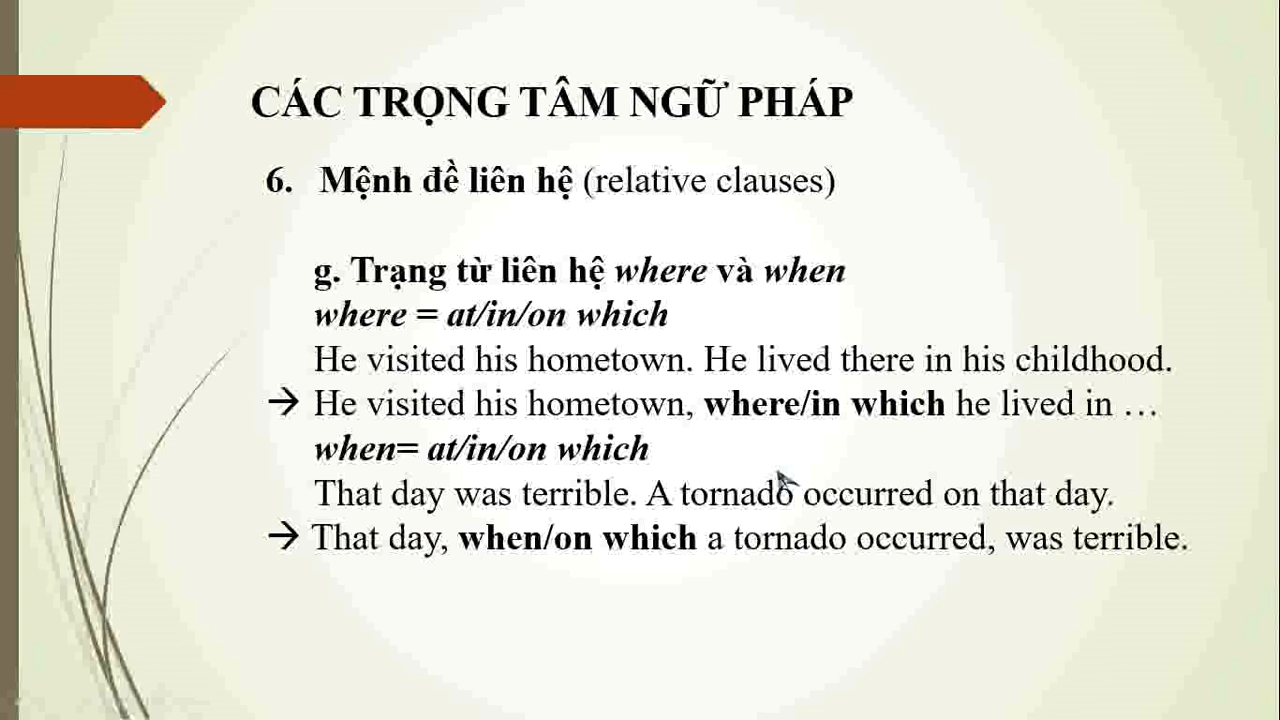 CÁC TRỌNG TÂM NGỮ PHÁP
6. Mệnh đề liên hệ (relative clauses)
g. Trạng từ liên hệ where và when
where = at/in/on which
He visited his hometown. He lived there in his childhood.
→ He visited his hometown, where/in which he lived in …
when= at/in/on which
That day was terrible. A tornado occurred on that day.
→ That day, when/on which a tornado occurred, was terrible.